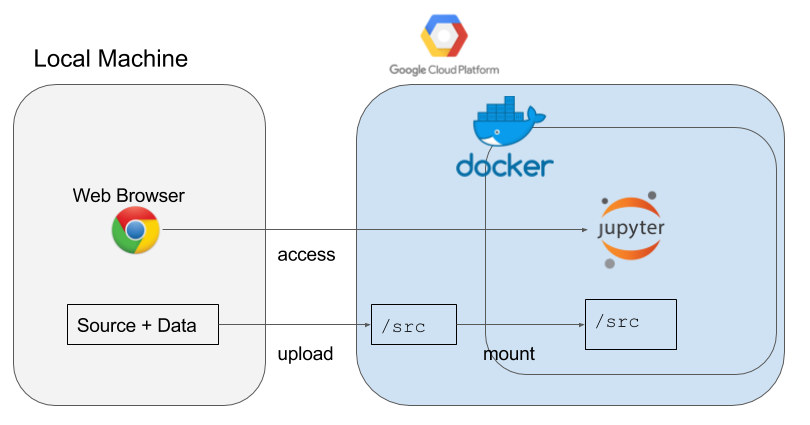 Local Machine
Google Cloud Platform
docker
Web Browser
jupyter
access
Source + Data
/src
/src
upload
mount